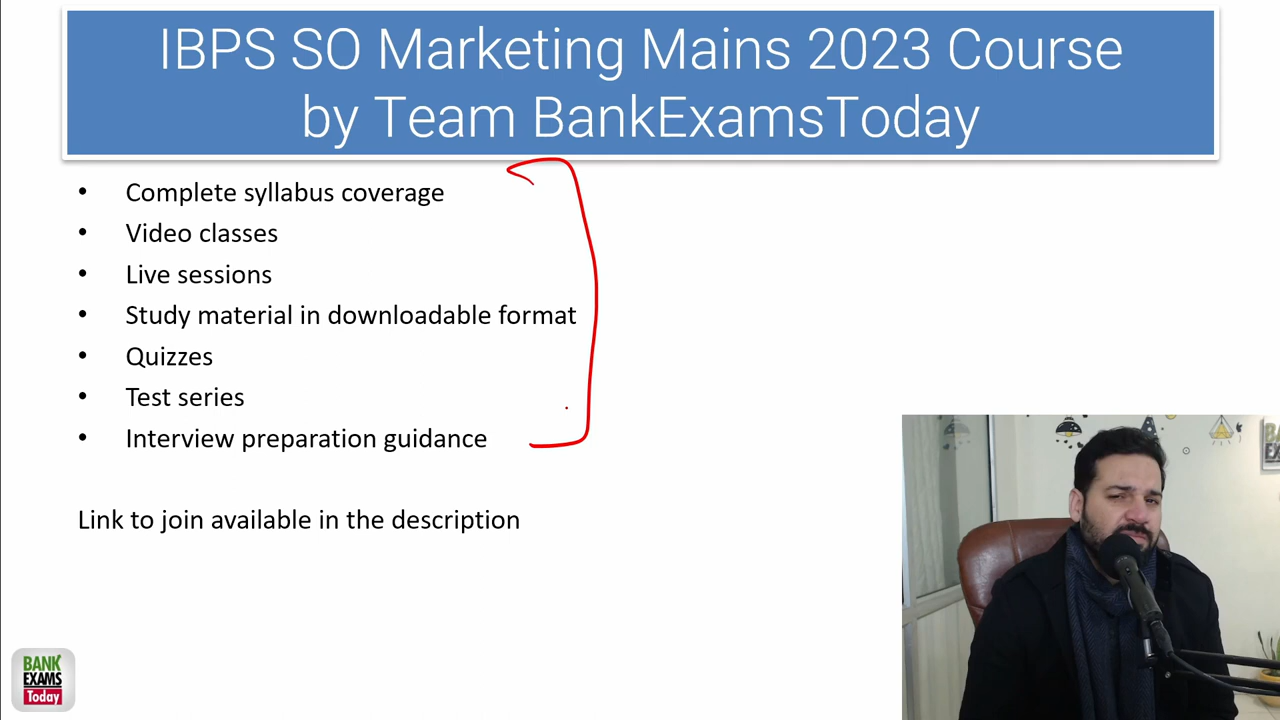 IBPS SO Marketing Mains 2023 Course
by Team BankExamsToday
• Complete syllabus coverage
• Video classes
• Live sessions
• Study material in downloadable format
• Quizzes
• Test series
• Interview preparation guidance
Link to join available in the description
BANK
EXAMS
Today